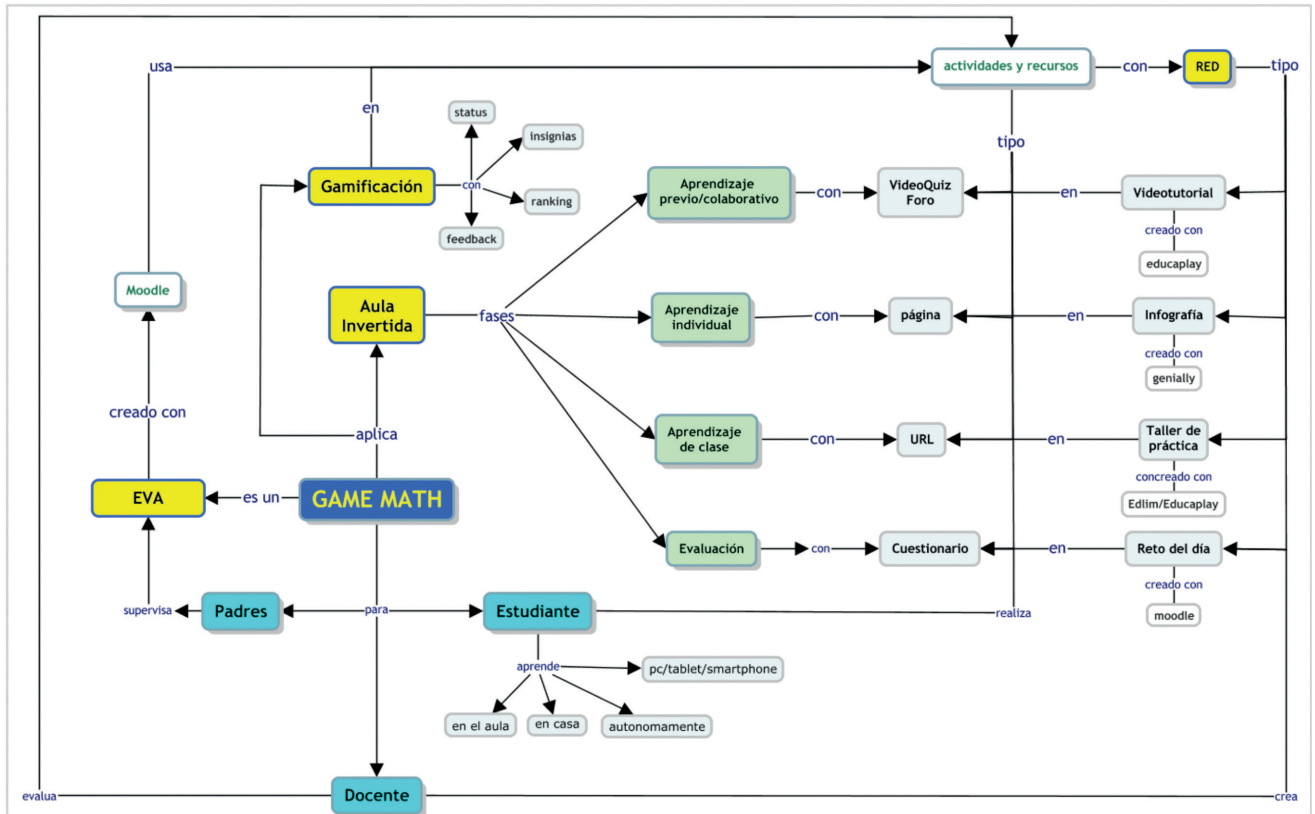 usa
actividades y recursos
con
RED
tipo
en
status
insignias
tipo
Gamificación
con
ranking
feedback
Aprendizaje
previo/colaborativo
con
VideoQuiz
Foro
en
Videotutorial
creado con
educaplay
Moodle
Aula
Invertida
fases
Aprendizaje
individual
con
página
en
Infografía
creado con
genially
creado con
aplica
Aprendizaje
de clase
con
URL
en
Taller de
práctica
concreado con
Edlim/Educaplay
EVA
es un
GAME MATH
Evaluación
con
Cuestionario
en
Reto del día
creado con
moodle
supervisa
Padres
para
Estudiante
realiza
aprende
pc/tablet/smartphone
en el aula
en casa
autonomamente
evalua
Docente
crea